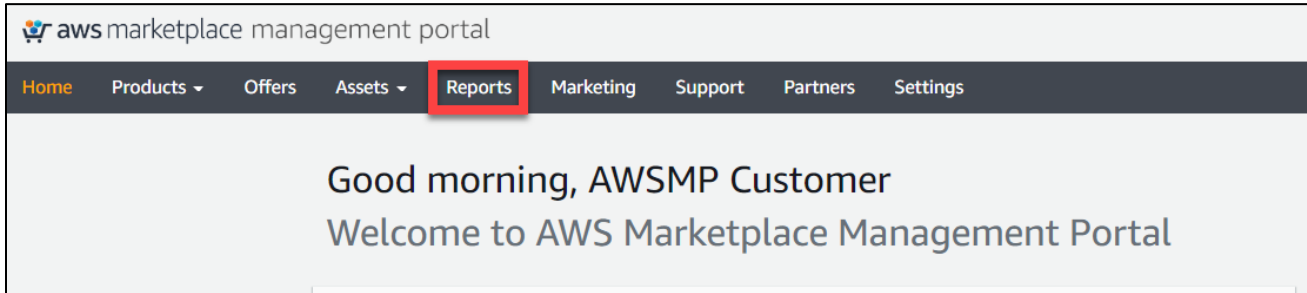 aws marketplace management portal
Home Products Offers Assets Reports Marketing Support Partners Settings
Good morning, AWSMP Customer
Welcome to AWS Marketplace Management Portal